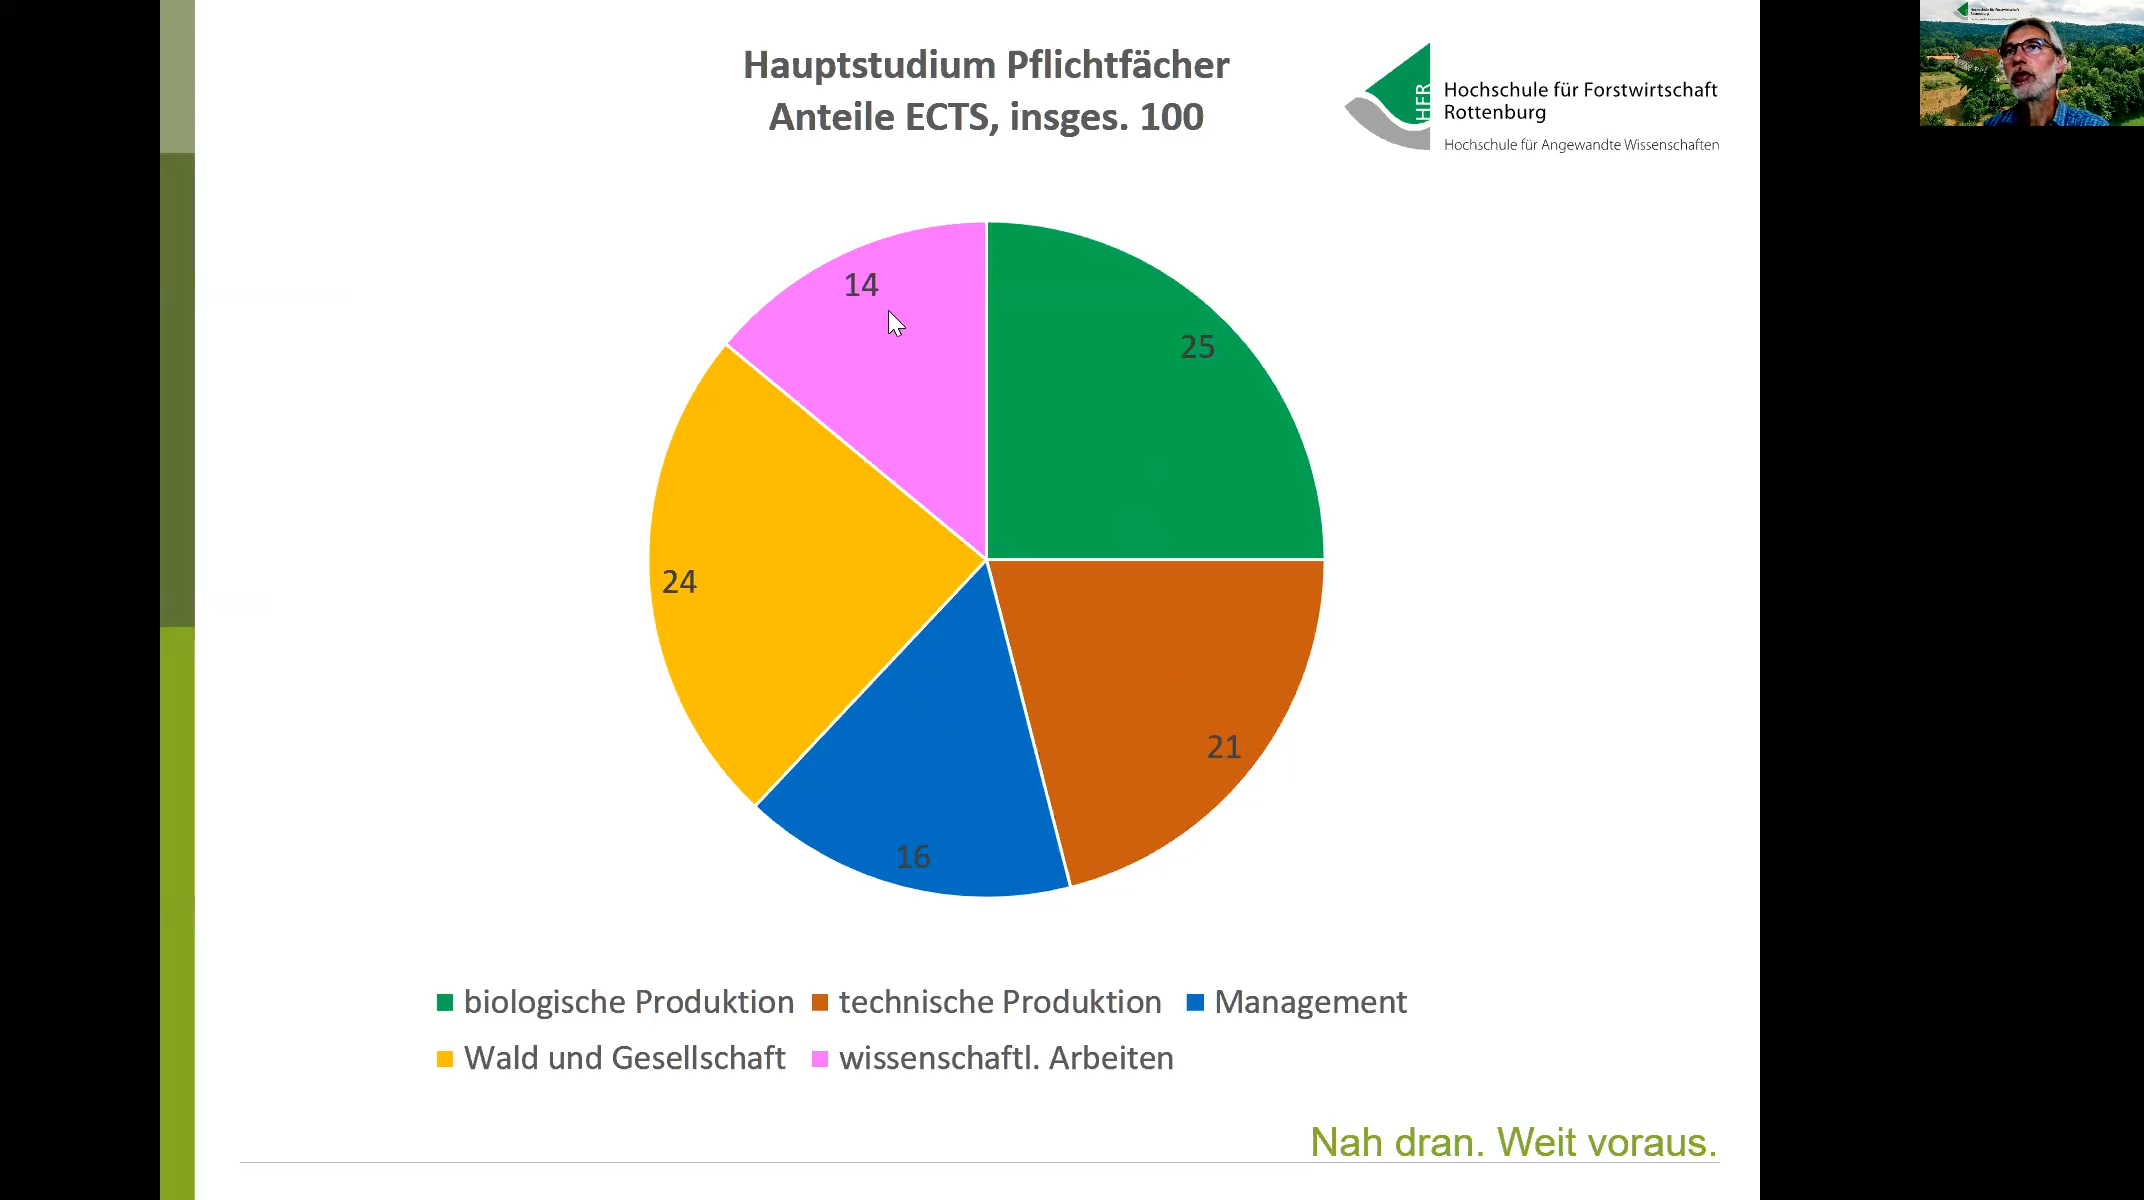 Hauptstudium Pflichtfächer
Anteile ECTS, insges. 100
HFR
Hochschule für Forstwirtschaft
Rottenburg
Hochschule für Angewandte Wissenschaften
14
25
24
21
16
biologische Produktion
technische Produktion
Management
Wald und Gesellschaft
wissenschaftl. Arbeiten
Nah dran. Weit voraus.